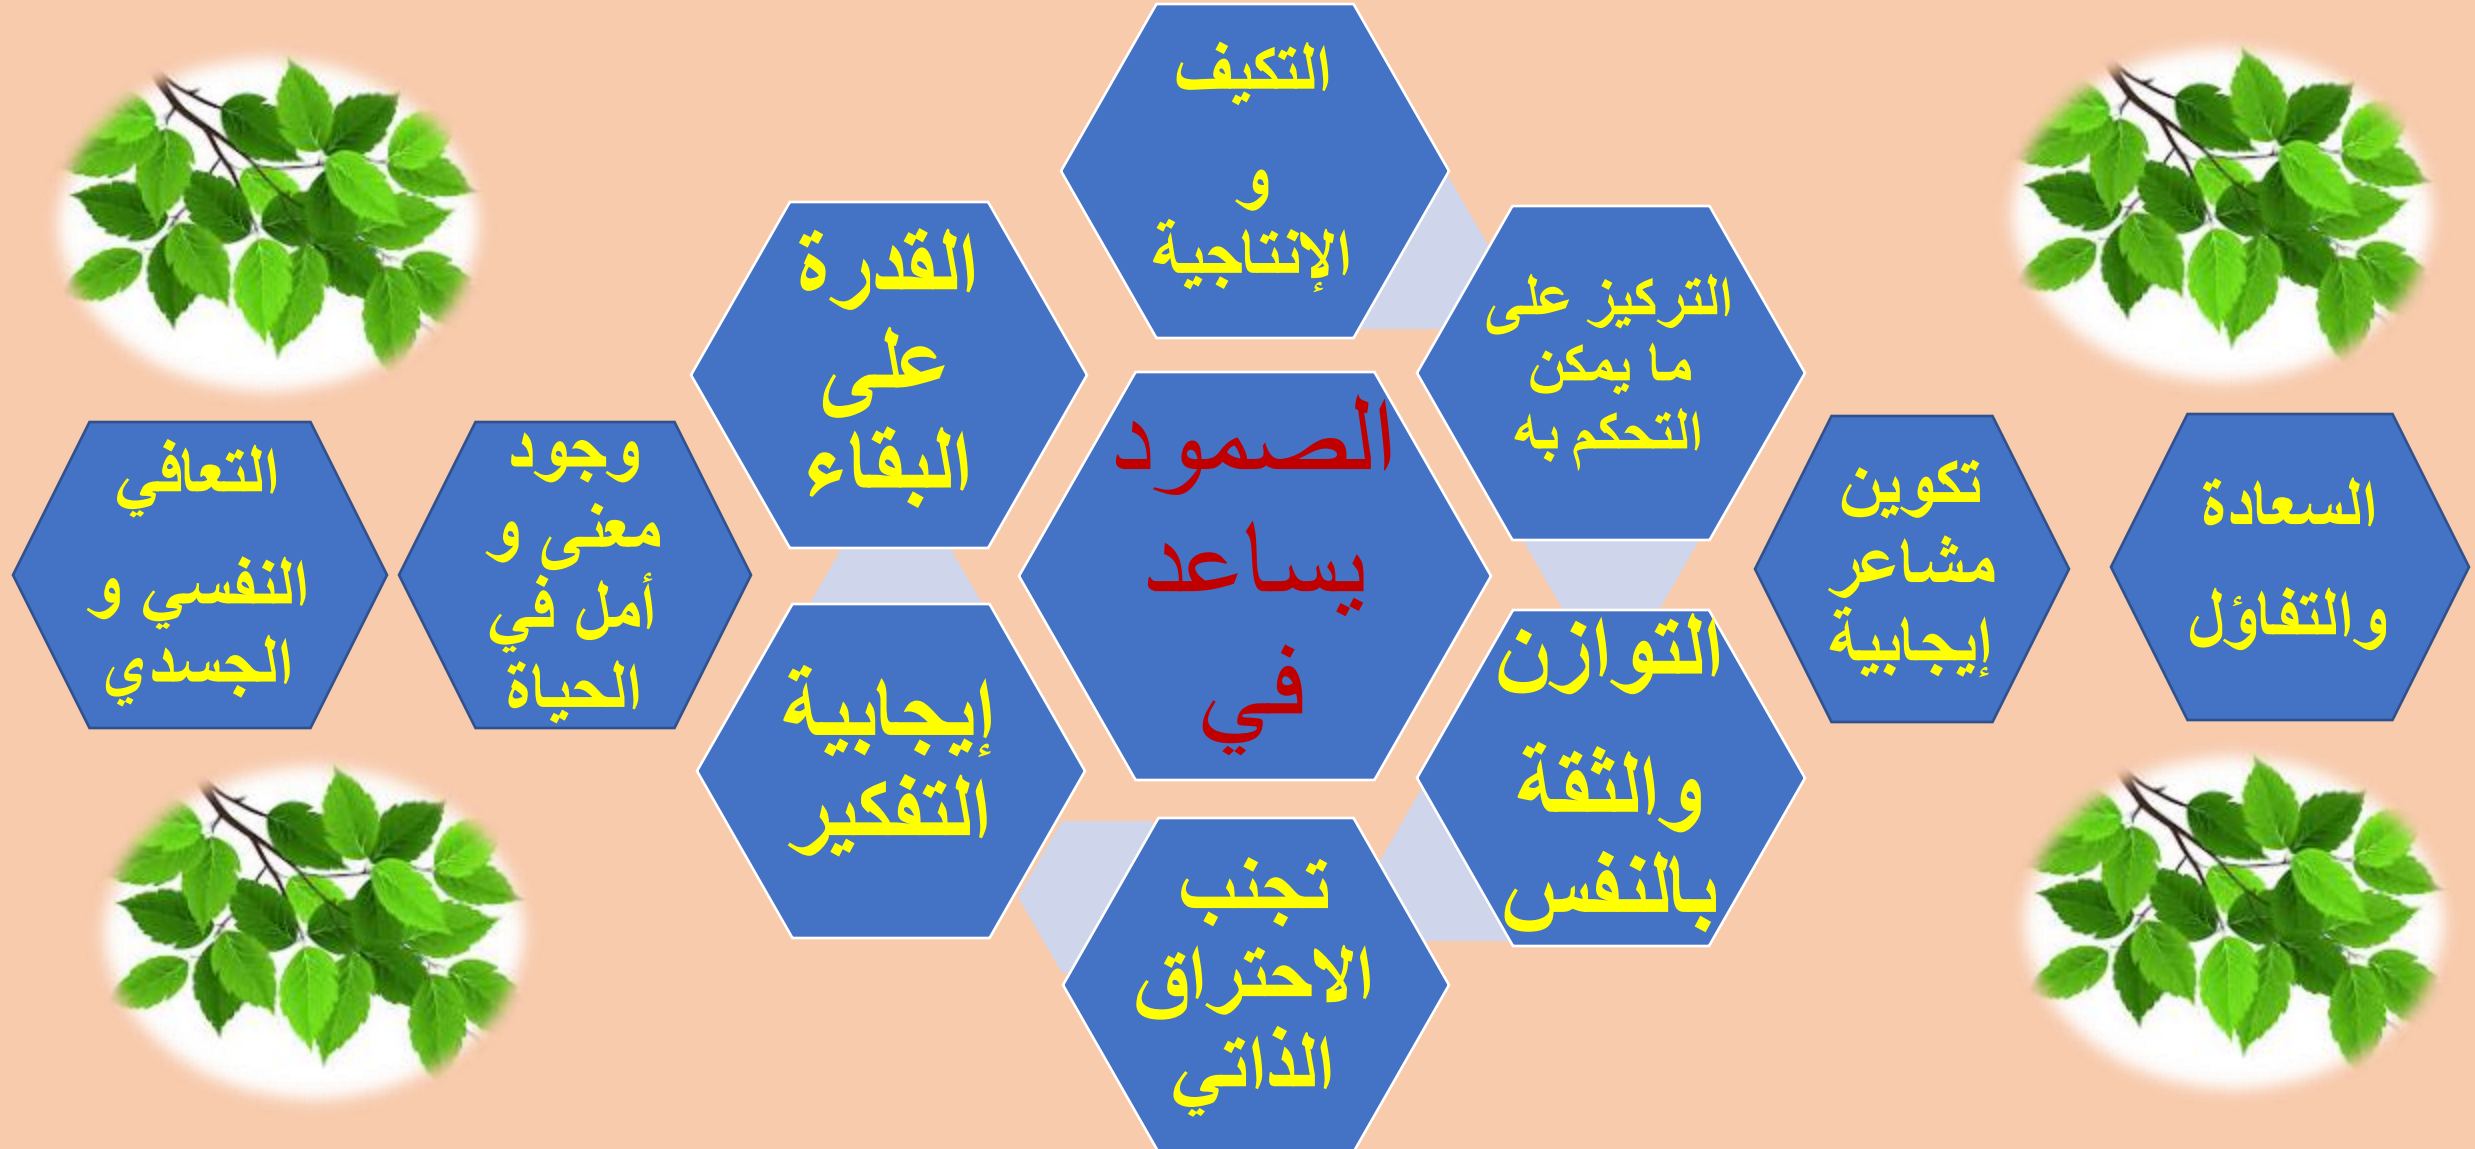 التكيف
و
الإنتاجية
التركيز على
ما يمكن
التحكم به
التوازن
والثقة
بالنفس
تجنب
الاحتراق
الذاتي
إيجابية
التفكير
القدرة
على
البقاء
الصمود
يساعد
في
السعادة
والتفاؤل
تكوين
مشاعر
إيجابية
وجود
معنى و
أمل في
الحياة
التعافي
النفسي و
الجسدي